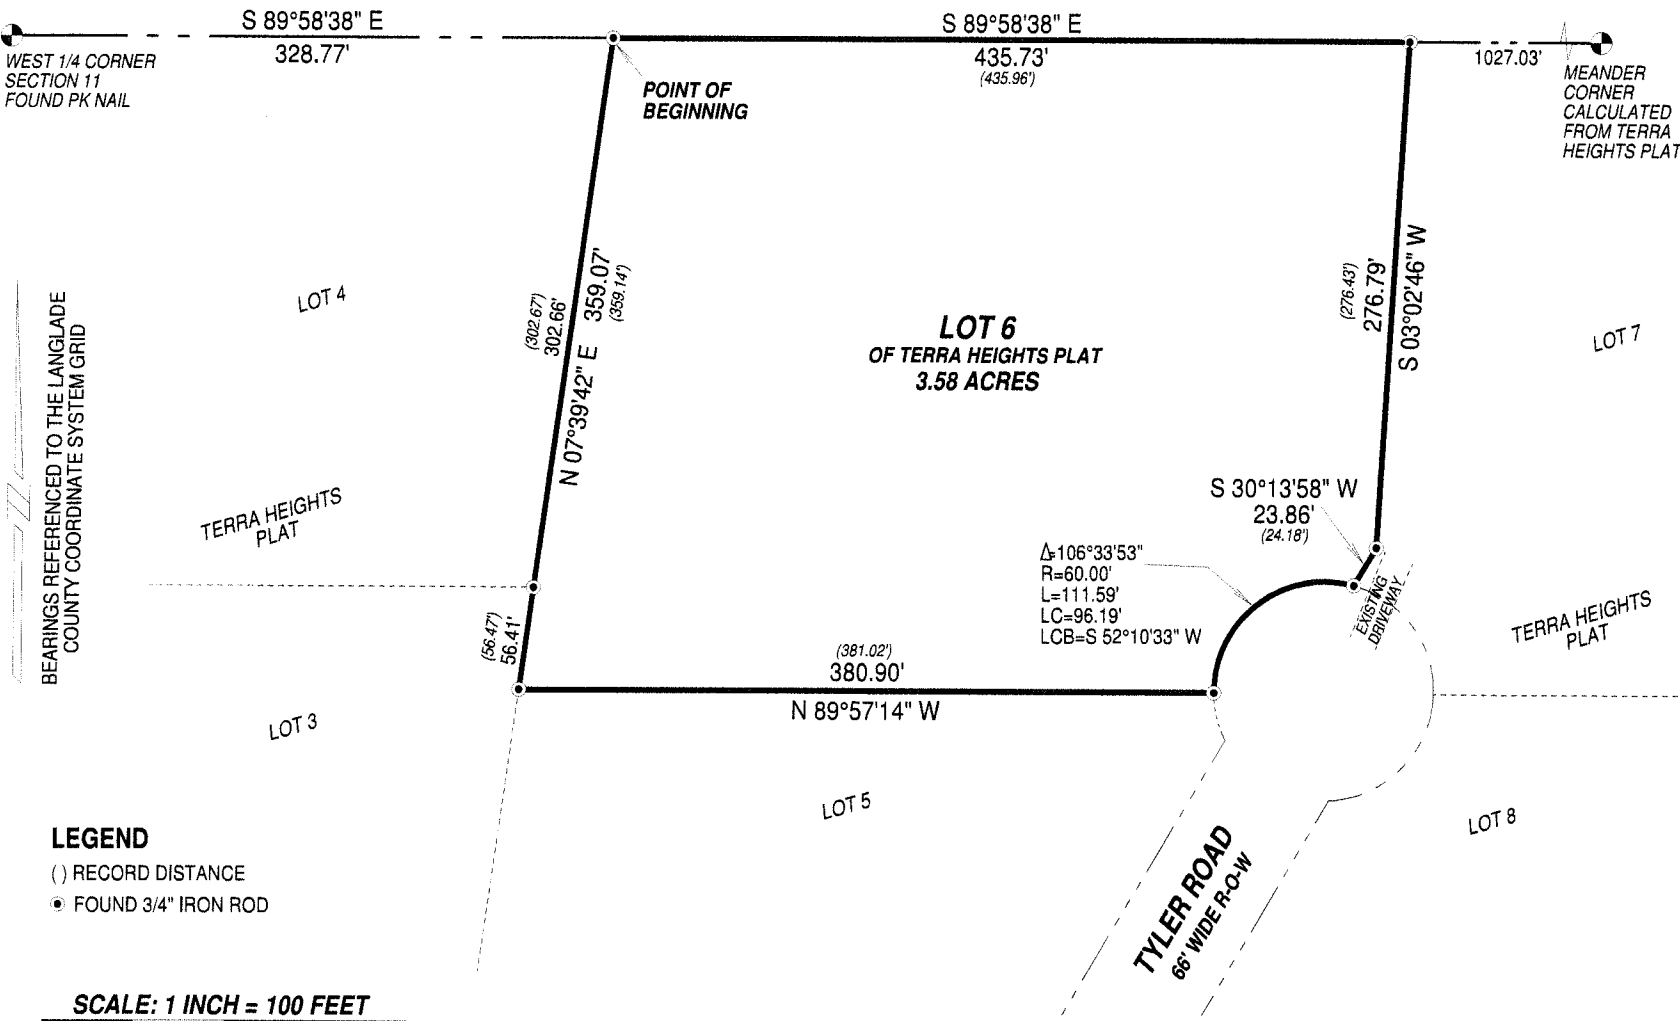 S 89°58'38" E
328.77'
WEST 1/4 CORNER
SECTION 11
FOUND PK NAIL
S 89°58'38" E
435.73'
(435.96')
1027.03'
MEANDER
CORNER
CALCULATED
FROM TERRA
HEIGHTS PLAT
POINT OF
BEGINNING
BEARINGS REFERENCED TO THE LANGLADE
COUNTY COORDINATE SYSTEM GRID
LOT 4
(302.67')
302.66'
N 07°39'42" E 359.07'
(359.14')
LOT 6
OF TERRA HEIGHTS PLAT
3.58 ACRES
(276.43')
276.79'
S 03°02'46" W
LOT 7
TERRA HEIGHTS
PLAT
S 30°13'58" W
23.86'
(24.18')
Δ=106°33'53"
R=60.00'
L=111.59'
LC=96.19'
LCB=S 52°10'33" W
EXISTING
DRIVEWAY
TERRA HEIGHTS
PLAT
(56.47')
56.41'
(381.02')
380.90'
N 89°57'14" W
LOT 3
LOT 5
LOT 8
TYLER ROAD
66' WIDE R-O-W
LEGEND
( ) RECORD DISTANCE
FOUND 3/4" IRON ROD
SCALE: 1 INCH = 100 FEET